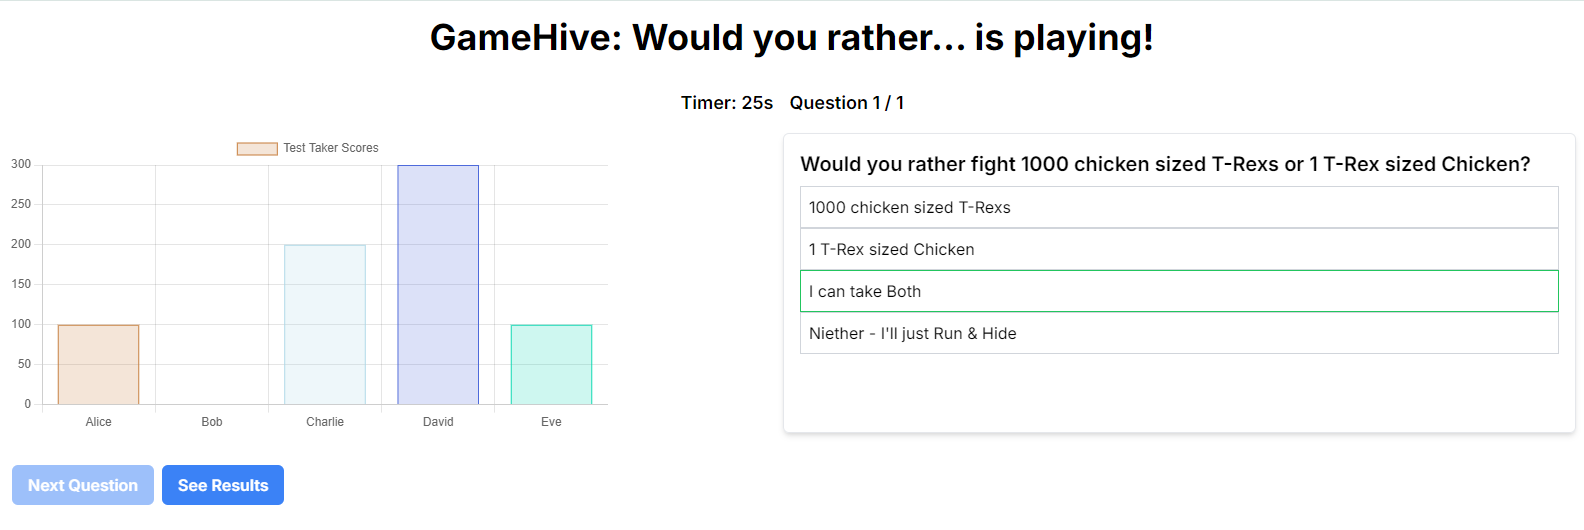 GameHive: Would you rather... is playing!
Timer: 25s Question 1 / 1
Test Taker Scores
300
250
200
150
100
50
0
Alice Bob Charlie David Eve
Would you rather fight 1000 chicken sized T-Rexs or 1 T-Rex sized Chicken?
1000 chicken sized T-Rexs
1 T-Rex sized Chicken
I can take Both
Niether - I'll just Run & Hide
Next Question See Results